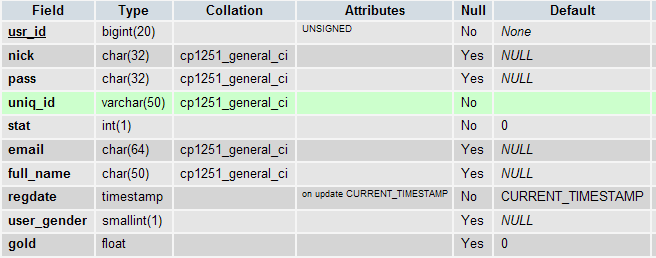 Field Type Collation Attributes Null Default
usr_id bigint(20) UNSIGNED No None
nick char(32) cp1251_general_ci Yes NULL
pass char(32) cp1251_general_ci Yes NULL
uniq_id varchar(50) cp1251_general_ci No
stat int(1) No 0
email char(64) cp1251_general_ci Yes NULL
full_name char(50) cp1251_general_ci Yes NULL
regdate timestamp on update CURRENT_TIMESTAMP No CURRENT_TIMESTAMP
user_gender smallint(1) Yes NULL
gold float Yes 0